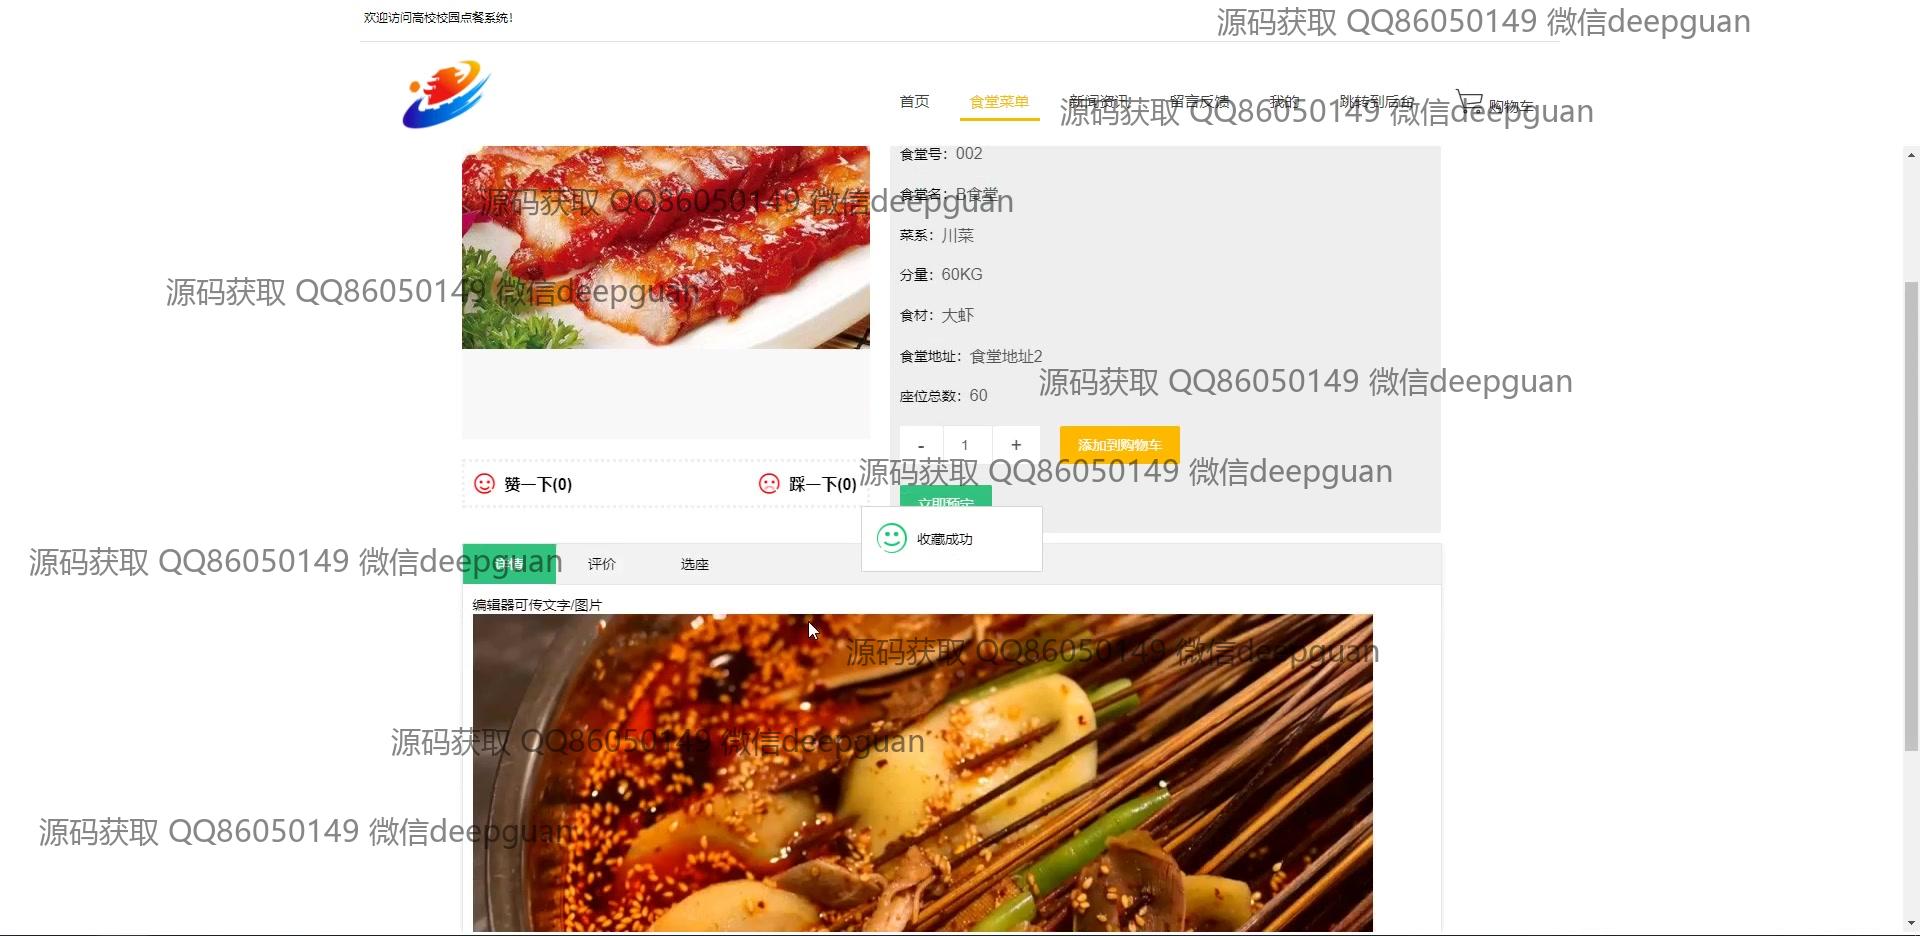 欢迎访问高校校园点餐系统!
源码获取 QQ86050149 微信deepguan
首页
食堂菜单
新闻资讯
留言反馈
我的
跳转到后台
购物车
源码获取 QQ86050149 微信deepguan
食堂号: 002
食堂名: B食堂
源码获取 QQ86050149 微信deepguan
菜系: 川菜
分量: 60KG
源码获取 QQ86050149 微信deepguan
食材: 大虾
食堂地址: 食堂地址2
源码获取 QQ86050149 微信deepguan
座位总数: 60
- 1 +
添加到购物车
源码获取 QQ86050149 微信deepguan
赞一下(0)
踩一下(0)
立即预定
收藏成功
源码获取 QQ86050149 微信deepguan
详情
评价
选座
编辑器可传文字/图片
源码获取 QQ86050149 微信deepguan
源码获取 QQ86050149 微信deepguan
源码获取 QQ86050149 微信deepguan